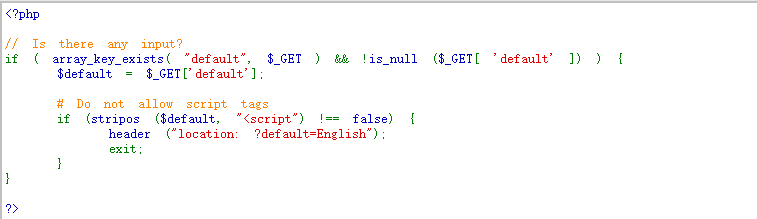 <?php
// Is there any input?
if ( array_key_exists( "default", $_GET ) && !is_null ($_GET[ 'default' ]) ) {
$default = $_GET['default'];
# Do not allow script tags
if (stripos ($default, "<script") !== false) {
header ("location: ?default=English");
exit;
}
}
?>